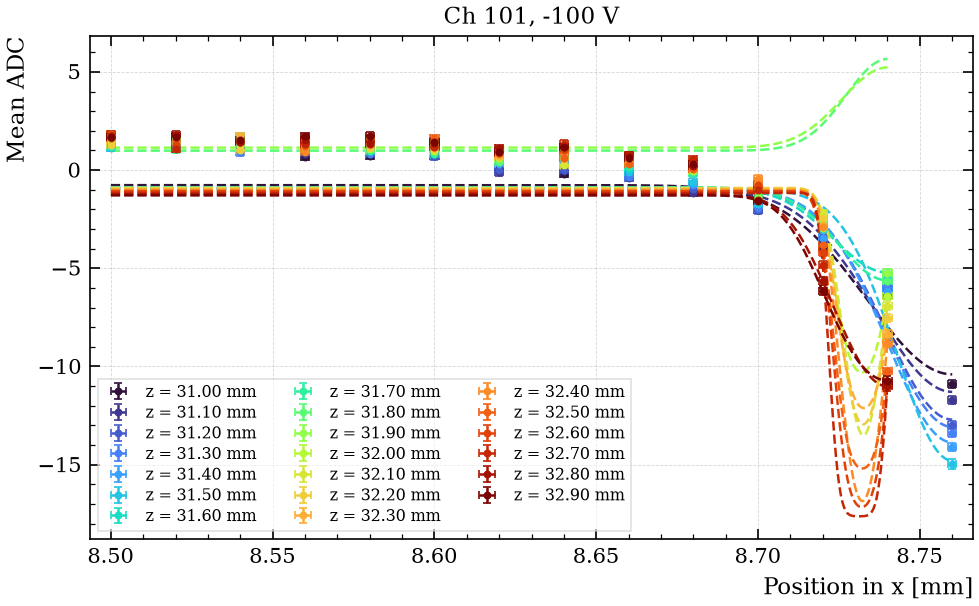 Ch 101, -100 V
Mean ADC
5
0
−5
−10
−15
z = 31.00 mm
z = 31.10 mm
z = 31.20 mm
z = 31.30 mm
z = 31.40 mm
z = 31.50 mm
z = 31.60 mm
z = 31.70 mm
z = 31.80 mm
z = 31.90 mm
z = 32.00 mm
z = 32.10 mm
z = 32.20 mm
z = 32.30 mm
z = 32.40 mm
z = 32.50 mm
z = 32.60 mm
z = 32.70 mm
z = 32.80 mm
z = 32.90 mm
8.50 8.55 8.60 8.65 8.70 8.75
Position in x [mm]